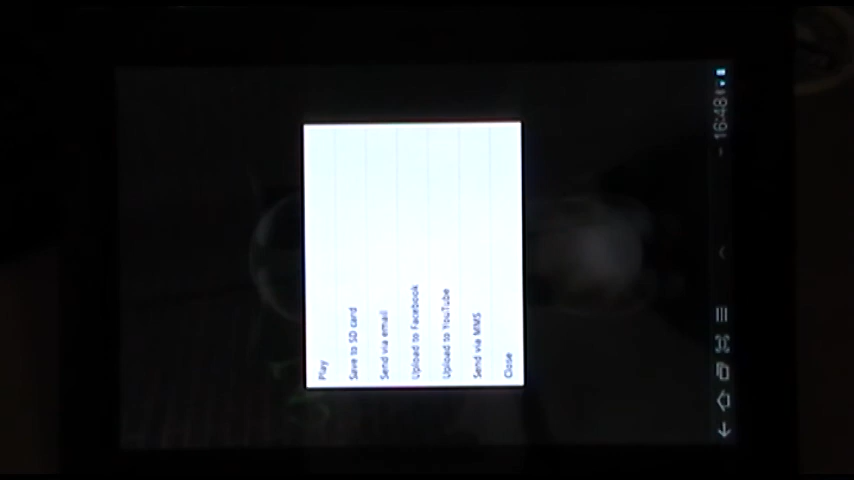 Play
Save to SD card
Send via email
Upload to Facebook
Upload to YouTube
Send via MMS
Close
16:48